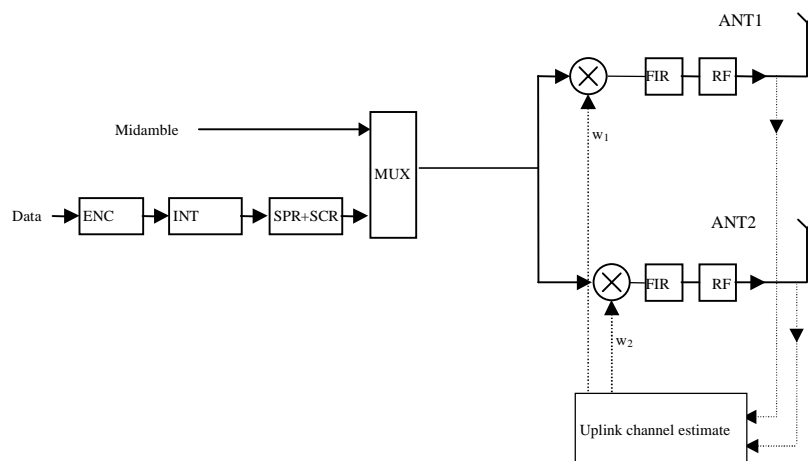 ANT1
FIR
RF
Midamble
w₁
MUX
Data
ENC
INT
SPR+SCR
ANT2
FIR
RF
w₂
Uplink channel estimate